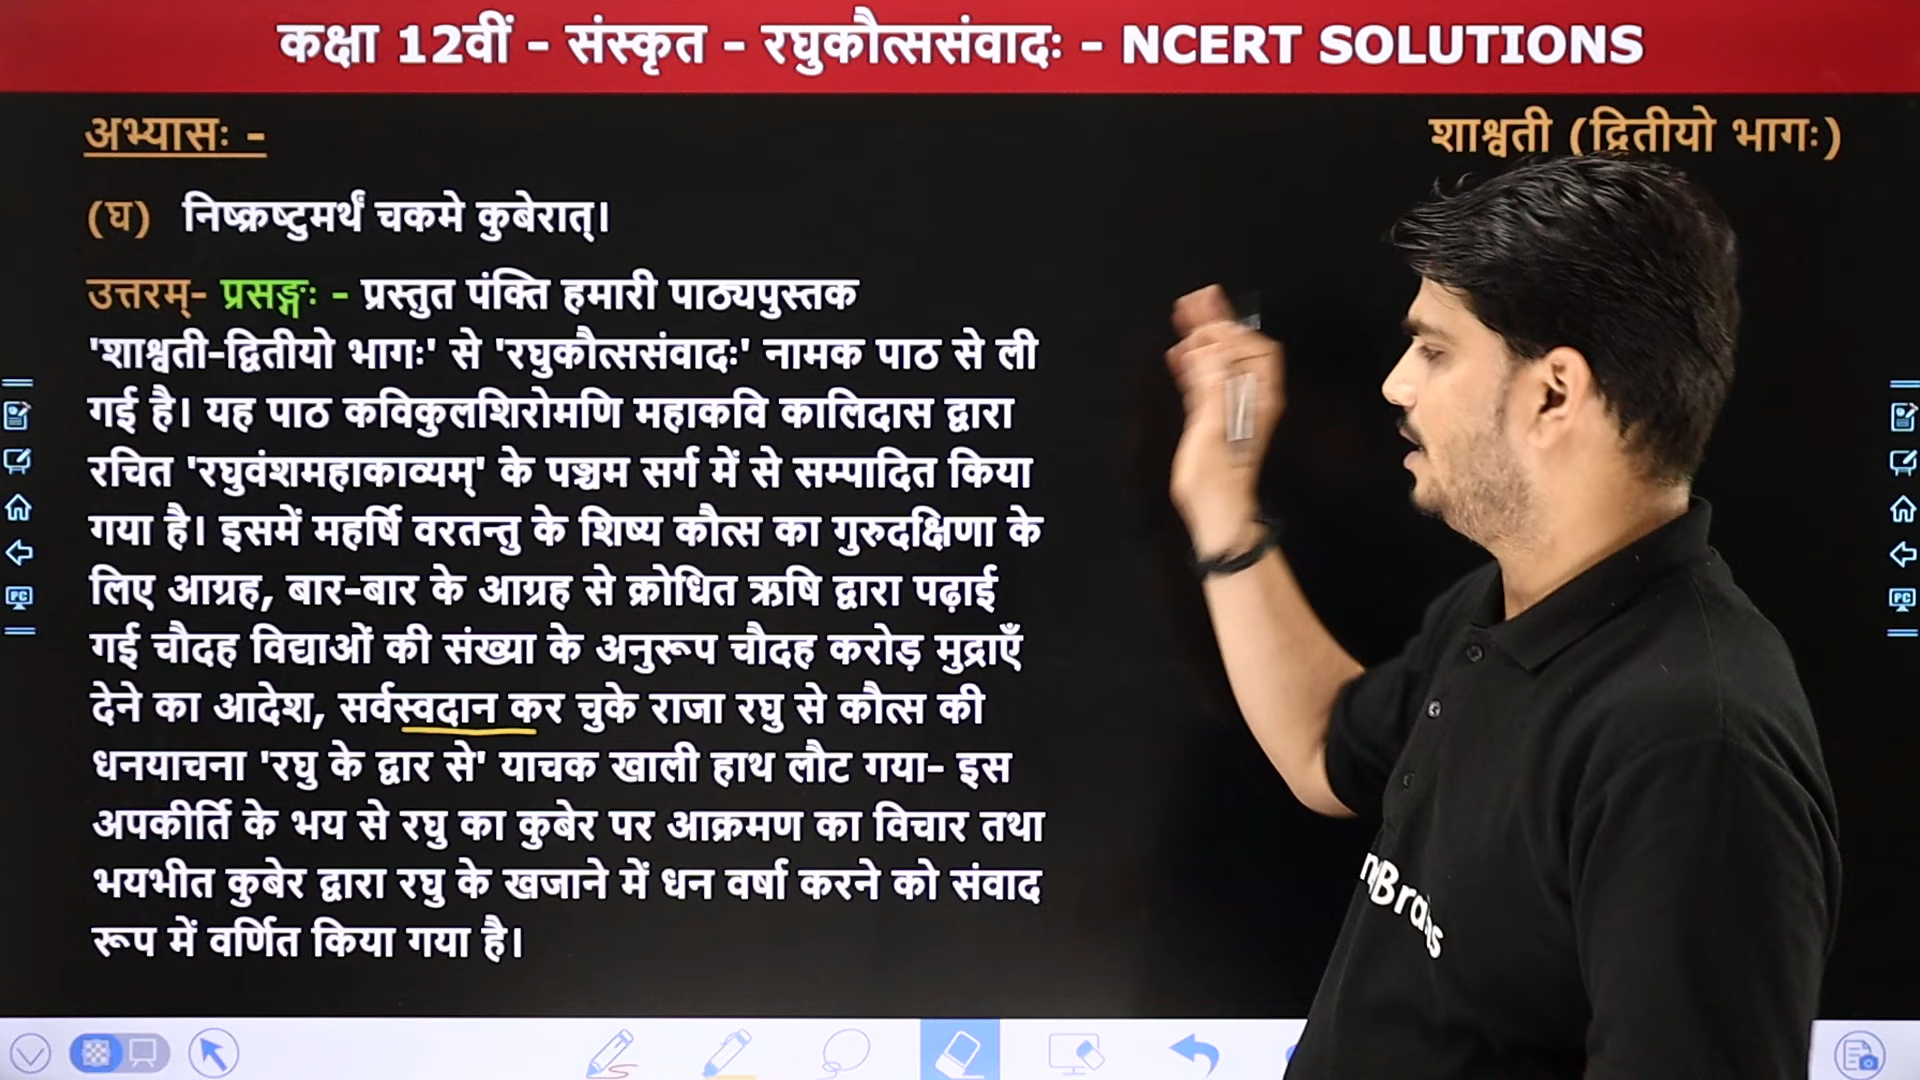 कक्षा 12वीं - संस्कृत - रघुकौत्ससंवादः - NCERT SOLUTIONS
अभ्यासः -
शाश्वती (द्वितीयो भागः)
(घ) निष्क्रष्टुमर्थं चकमे कुबेरात्।
उत्तरम्- प्रसङ्गः - प्रस्तुत पंक्ति हमारी पाठ्यपुस्तक
'शाश्वती-द्वितीयो भागः' से 'रघुकौत्ससंवादः' नामक पाठ से ली
गई है। यह पाठ कविकुलशिरोमणि महाकवि कालिदास द्वारा
रचित 'रघुवंशमहाकाव्यम्' के पञ्चम सर्ग में से सम्पादित किया
गया है। इसमें महर्षि वरतन्तु के शिष्य कौत्स का गुरुदक्षिणा के
लिए आग्रह, बार-बार के आग्रह से क्रोधित ऋषि द्वारा पढ़ाई
गई चौदह विद्याओं की संख्या के अनुरूप चौदह करोड़ मुद्राएँ
देने का आदेश, सर्वस्वदान कर चुके राजा रघु से कौत्स की
धनयाचना 'रघु के द्वार से' याचक खाली हाथ लौट गया- इस
अपकीर्ति के भय से रघु का कुबेर पर आक्रमण का विचार तथा
भयभीत कुबेर द्वारा रघु के खजाने में धन वर्षा करने को संवाद
रूप में वर्णित किया गया है।
PC
PC